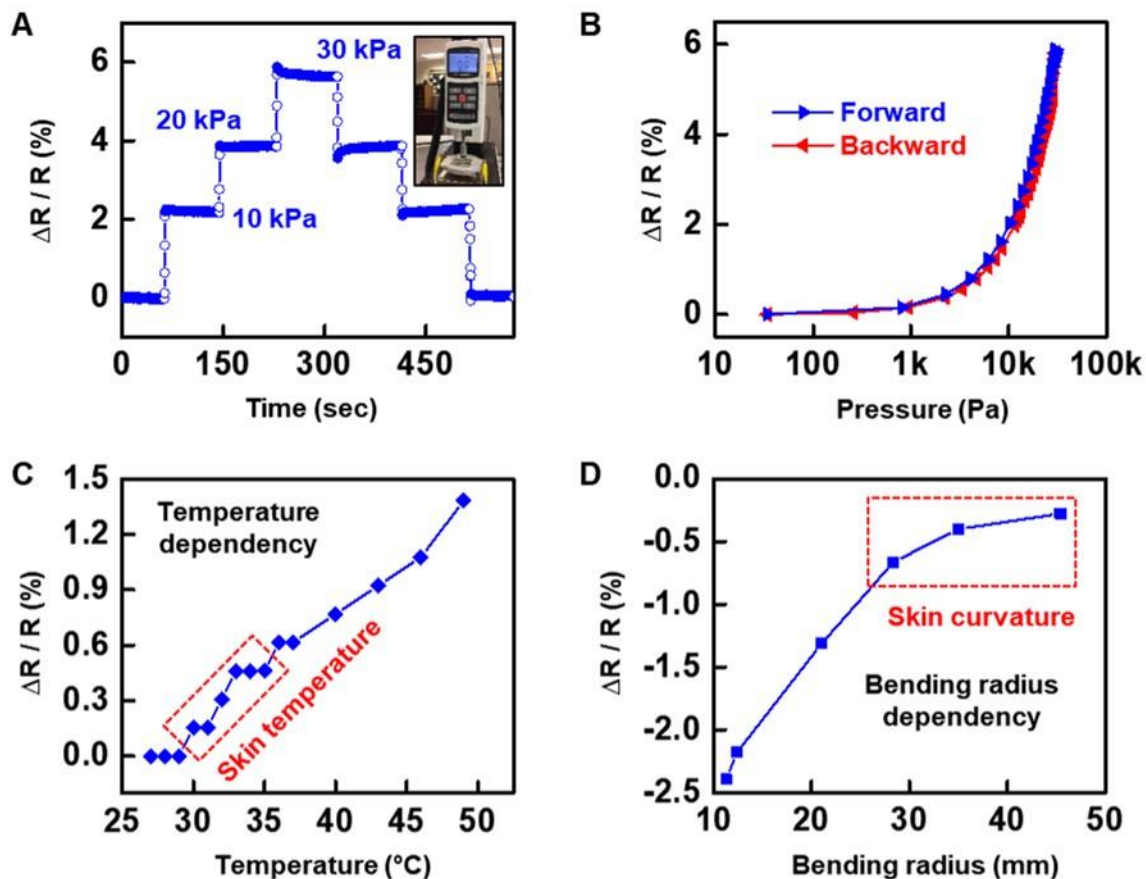 A
ΔR / R (%)
6
4
2
0
30 kPa
20 kPa
10 kPa
0 150 300 450
Time (sec)
B
ΔR / R (%)
6
4
2
0
Forward
Backward
10 100 1k 10k 100k
Pressure (Pa)
C
ΔR / R (%)
1.5
1.2
0.9
0.6
0.3
0.0
Temperature
dependency
Skin temperature
25 30 35 40 45 50
Temperature (°C)
D
ΔR / R (%)
0.0
-0.5
-1.0
-1.5
-2.0
-2.5
Skin curvature
Bending radius
dependency
10 20 30 40 50
Bending radius (mm)